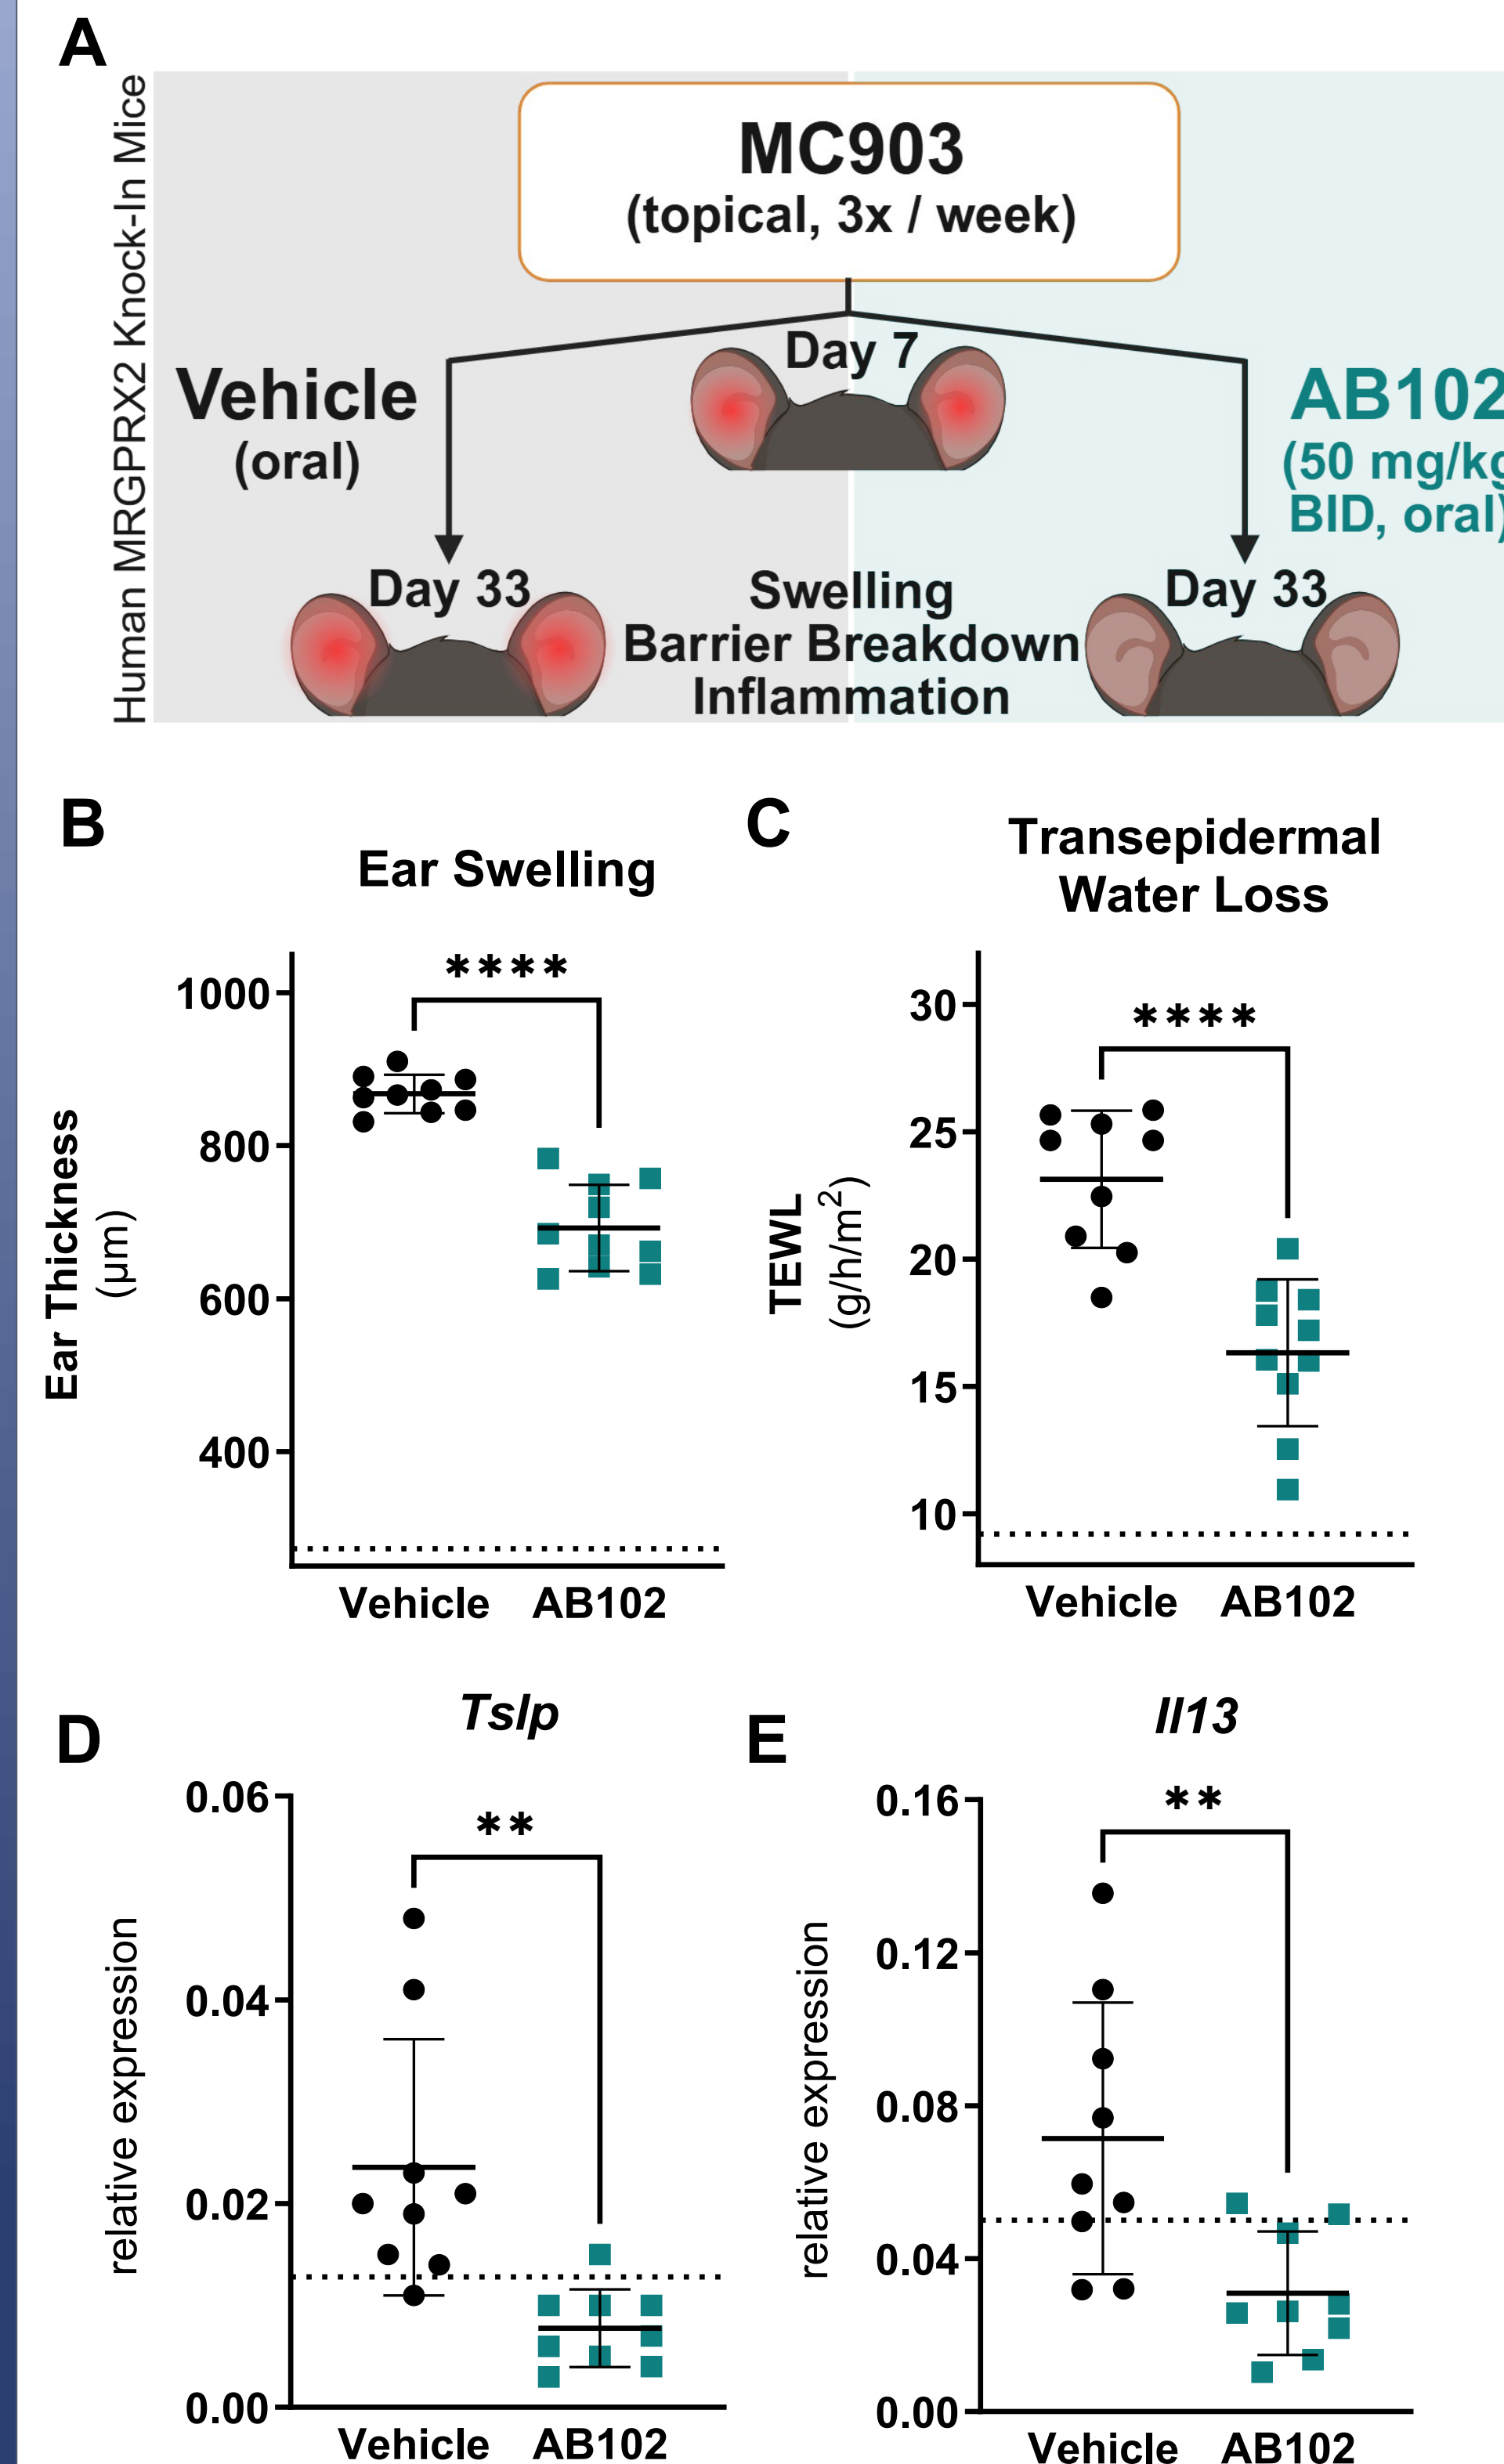 A
Human MRGPRX2 Knock-In Mice
MC903
(topical, 3x / week)
Day 7
Vehicle
(oral)
AB102
(50 mg/kg
BID, oral)
Day 33
Swelling
Barrier Breakdown
Inflammation
Day 33
B
Ear Swelling
Ear Thickness
(μm)
1000
800
600
400
****
Vehicle AB102
C
Transepidermal
Water Loss
TEWL
(g/h/m²)
30
25
20
15
10
****
Vehicle AB102
D
Tslp
relative expression
0.06
0.04
0.02
0.00
**
Vehicle AB102
E
Il13
relative expression
0.16
0.12
0.08
0.04
0.00
**
Vehicle AB102